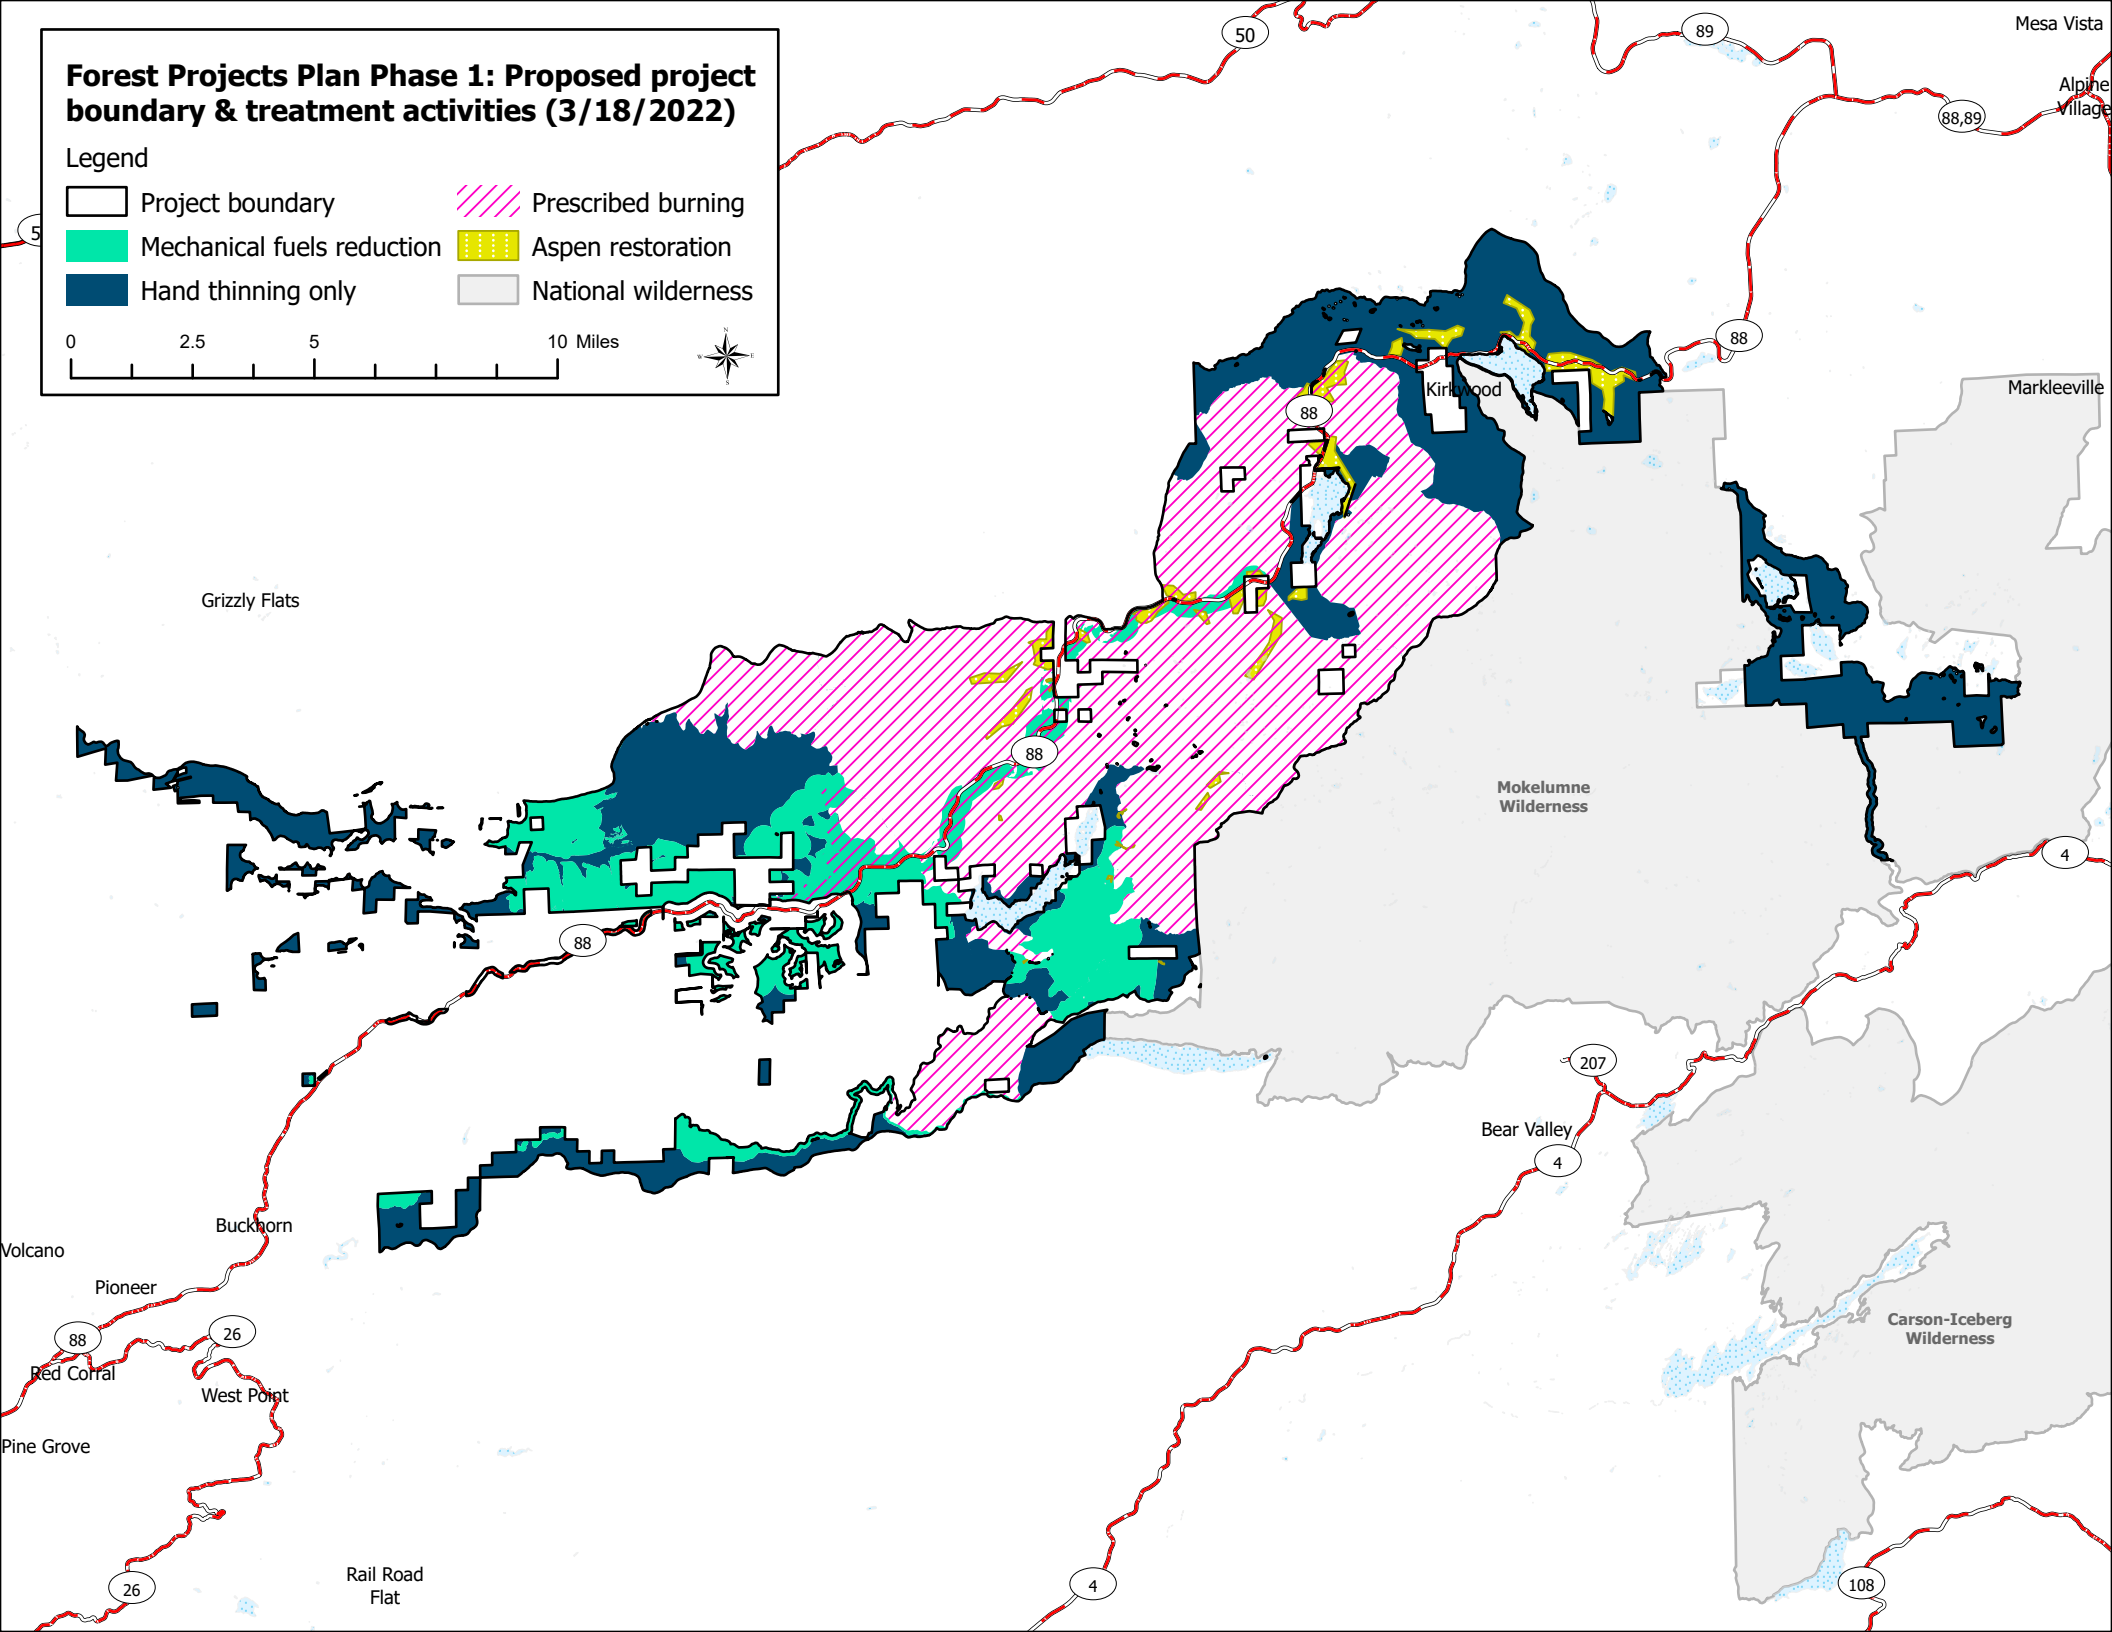 Forest Projects Plan Phase 1: Proposed project
boundary & treatment activities (3/18/2022)
Legend
Project boundary
Prescribed burning
Mechanical fuels reduction
Aspen restoration
Hand thinning only
National wilderness
0 2.5 5 10 Miles
N
W E
S
50
89
Mesa Vista
Alpine
Village
88,89
5
88
Markleeville
Kirkwood
88
Grizzly Flats
88
Mokelumne
Wilderness
4
88
207
Bear Valley
4
Buckhorn
Volcano
Pioneer
88
26
Red Corral
West Point
Carson-Iceberg
Wilderness
Pine Grove
Rail Road
Flat
26
4
108